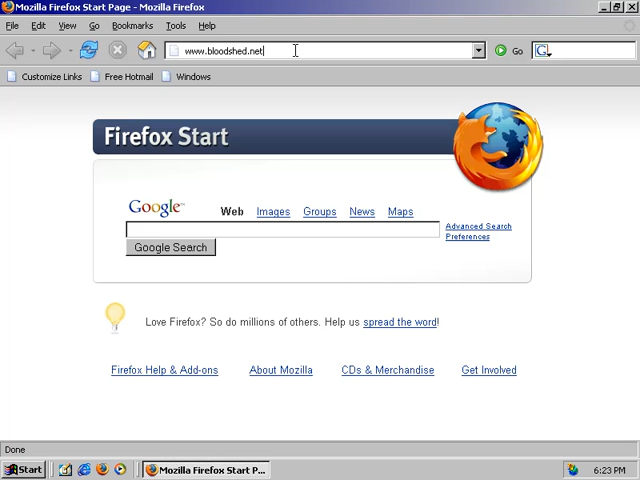 Mozilla Firefox Start Page - Mozilla Firefox
File Edit View Go Bookmarks Tools Help
www.bloodshed.net Go G
Customize Links Free Hotmail Windows
Firefox Start
Google™ Web Images Groups News Maps
Advanced Search
Preferences
Google Search
Love Firefox? So do millions of others. Help us spread the word!
Firefox Help & Add-ons About Mozilla CDs & Merchandise Get Involved
Done
Start Mozilla Firefox Start P... 6:23 PM